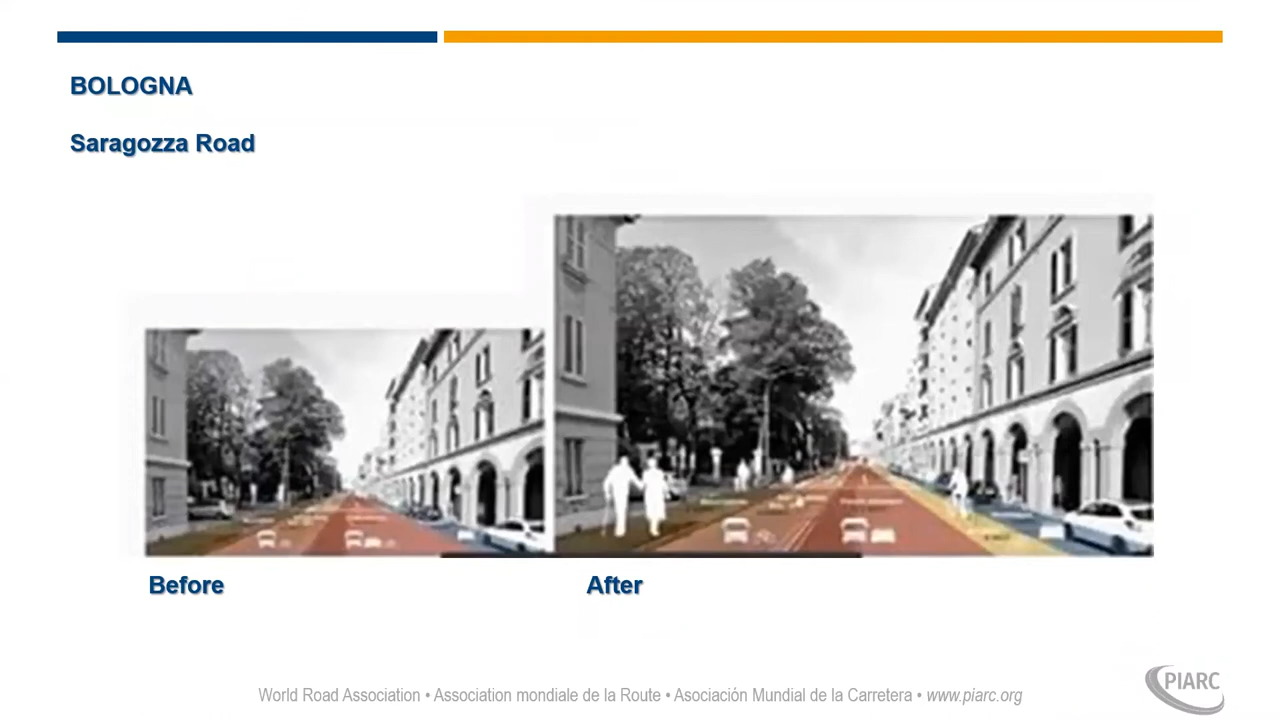 BOLOGNA
Saragozza Road
Before
After
World Road Association • Association mondiale de la Route • Asociación Mundial de la Carretera • www.piarc.org
PIARC